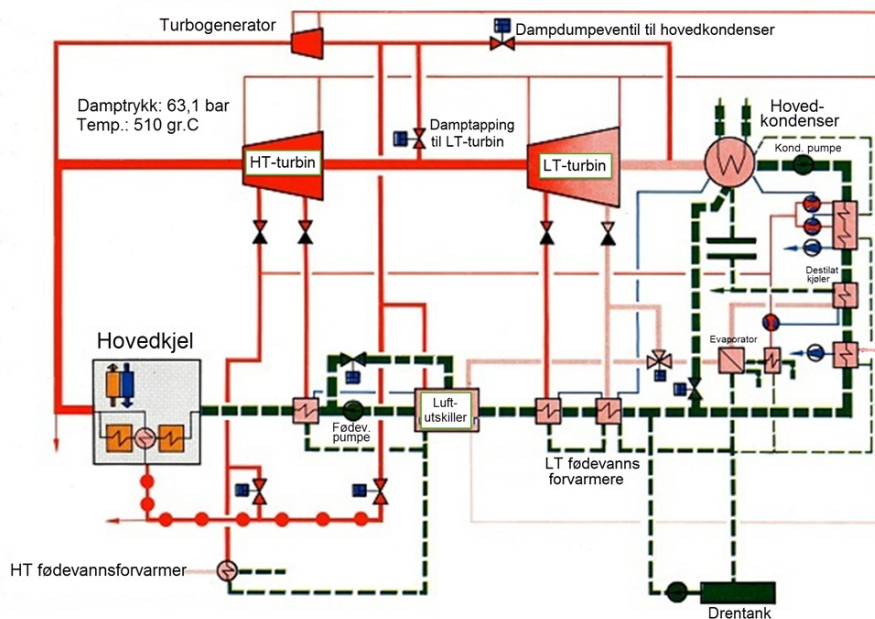 Turbogenerator
Dampdumpeventil til hovedkondenser
Damptrykk: 63,1 bar
Temp.: 510 gr.C
Damptapping
til LT-turbin
Hoved-
kondenser
Kond. pumpe
HT-turbin
LT-turbin
Destilat
kjøler
Hovedkjel
Evaporator
Luft-
utskiller
Fødev.
pumpe
LT fødevanns
forvarmere
HT fødevannsforvarmer
Drentank